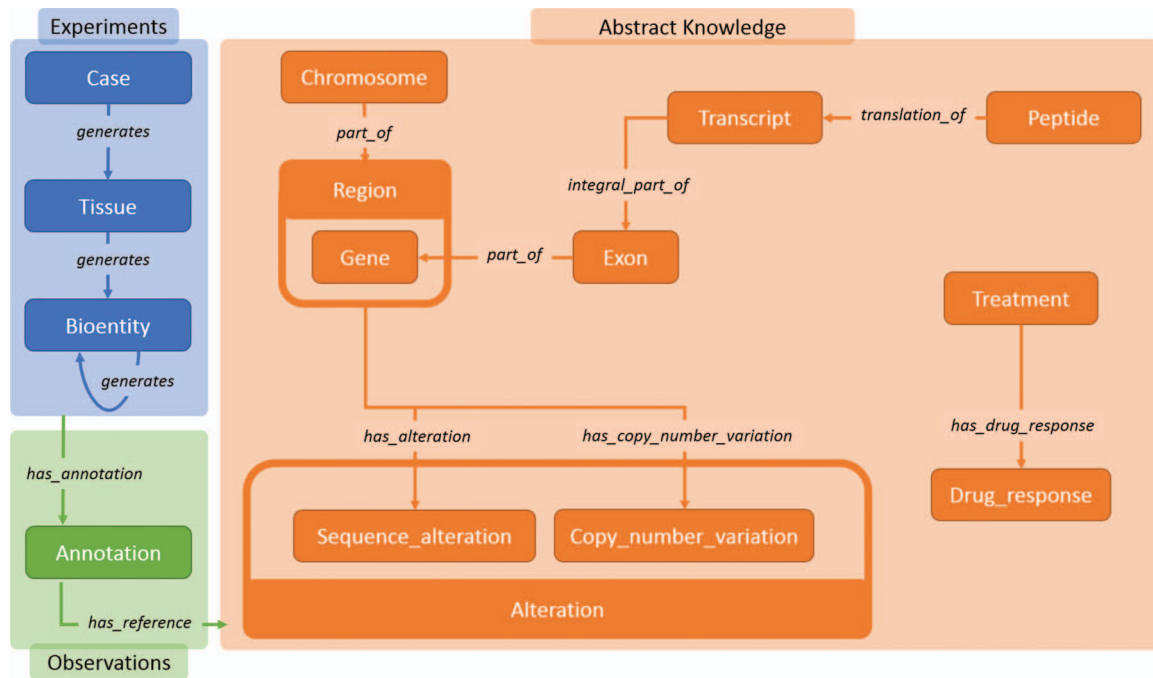 Experiments
Case
generates
Tissue
generates
Bioentity
generates
has_annotation
Annotation
has_reference
Observations
Abstract Knowledge
Chromosome
part_of
Region
Gene
part_of
Exon
integral_part_of
Transcript
translation_of
Peptide
Treatment
has_drug_response
Drug_response
has_alteration
has_copy_number_variation
Sequence_alteration
Copy_number_variation
Alteration